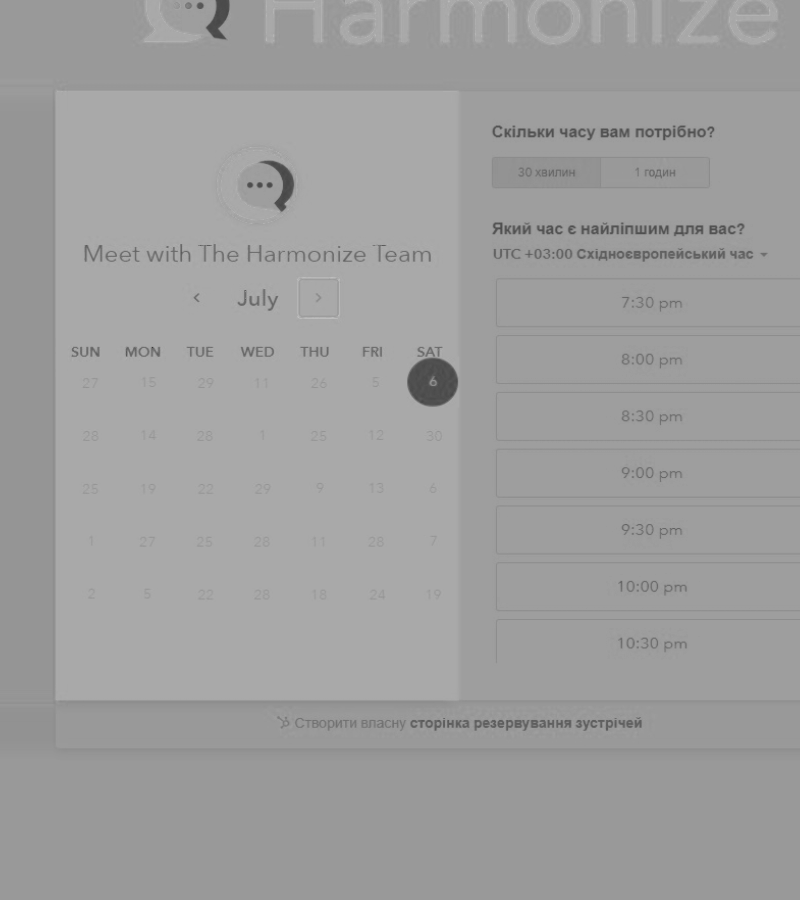 Harmonize
Meet with The Harmonize Team
July
SUN MON TUE WED THU FRI SAT
27 15 29 11 26 5 6
28 14 28 1 25 12 30
25 19 22 29 9 13 6
1 27 25 28 11 28 7
2 5 22 28 18 24 19
Скільки часу вам потрібно?
30 хвилин 1 годин
Який час є найліпшим для вас?
UTC +03:00 Східноєвропейський час
7:30 pm
8:00 pm
8:30 pm
9:00 pm
9:30 pm
10:00 pm
10:30 pm
Створити власну сторінка резервування зустрічей